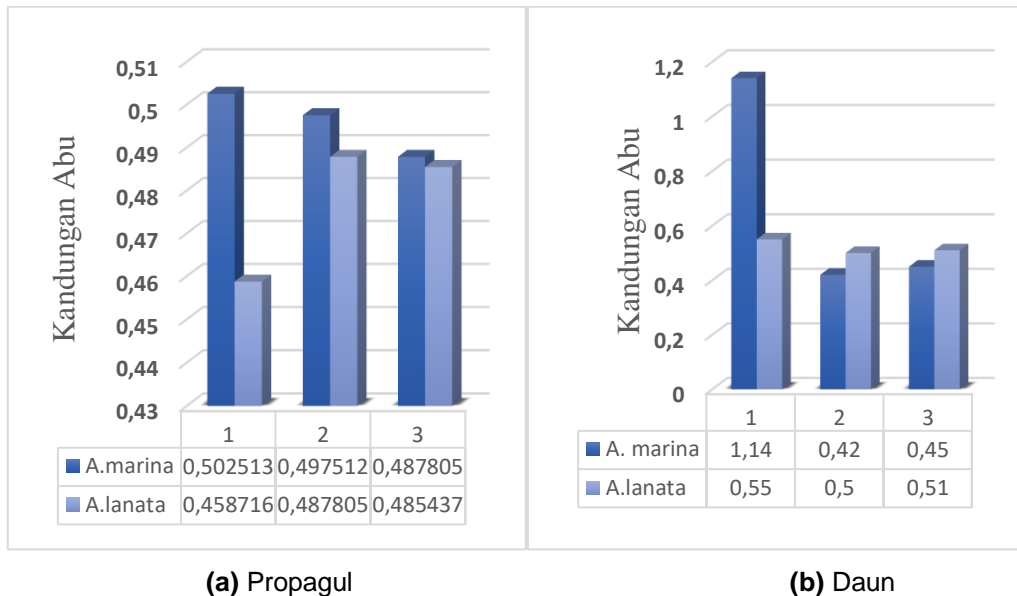 Kandungan Abu
0,51
0,5
0,49
0,48
0,47
0,46
0,45
0,44
0,43
1 2 3
A.marina 0,502513 0,497512 0,487805
A.lanata 0,458716 0,487805 0,485437
(a) Propagul
Kandungan Abu
1,2
1
0,8
0,6
0,4
0,2
0
1 2 3
A. marina 1,14 0,42 0,45
A.lanata 0,55 0,5 0,51
(b) Daun